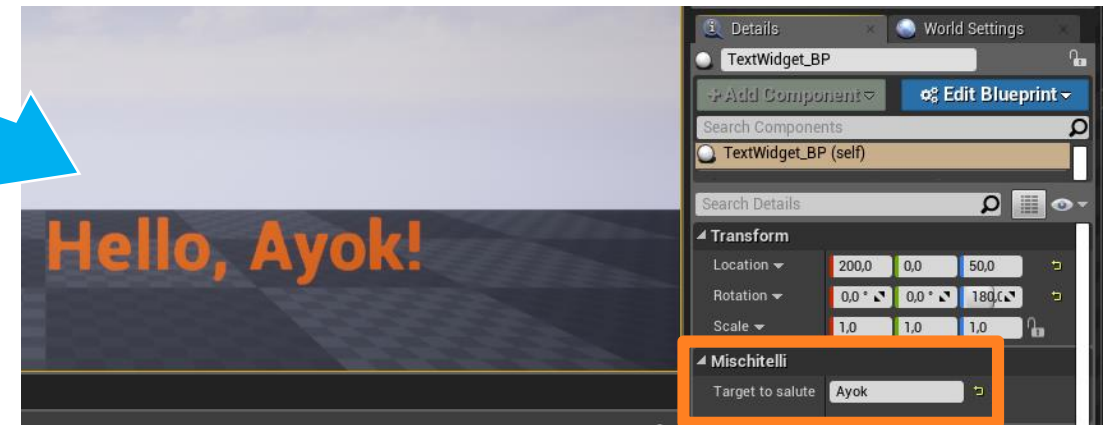 Hello, Ayok!
Details
World Settings
TextWidget_BP
+Add Component
Edit Blueprint
Search Components
TextWidget_BP (self)
Search Details
Transform
Location 200,0 0,0 50,0
Rotation 0,0 ° 0,0 ° 180,0
Scale 1,0 1,0 1,0
Mischitelli
Target to salute Ayok